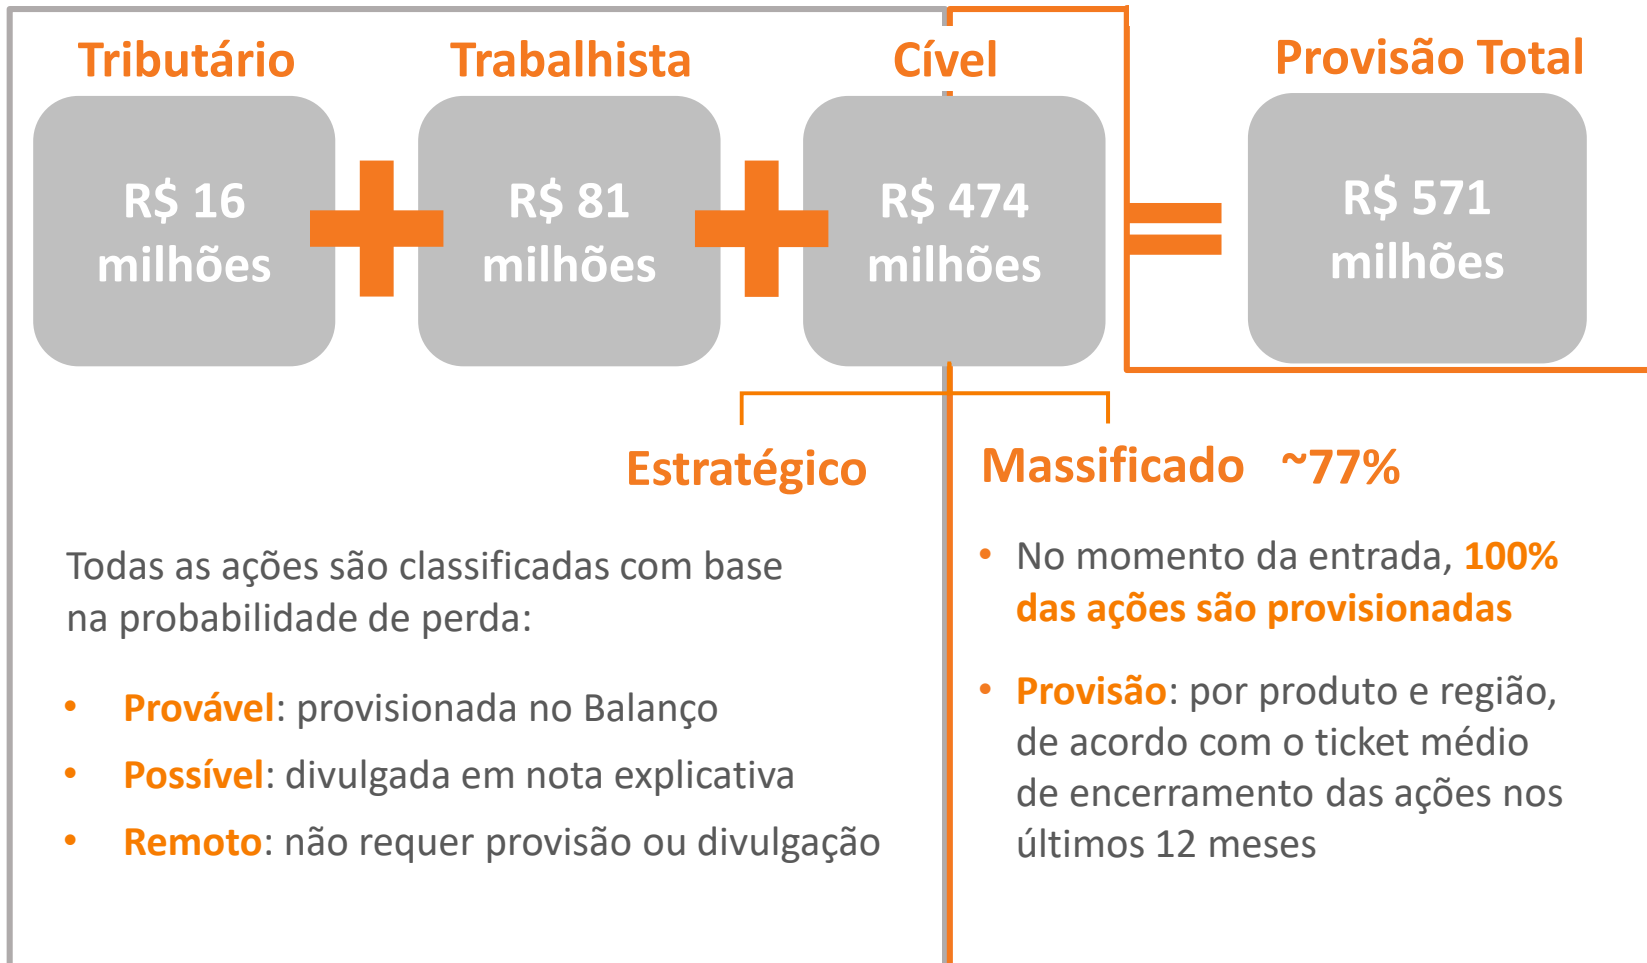 Tributário
R$ 16
milhões
Trabalhista
R$ 81
milhões
Cível
R$ 474
milhões
Provisão Total
R$ 571
milhões
Estratégico
Todas as ações são classificadas com base
na probabilidade de perda:
• Provável: provisionada no Balanço
• Possível: divulgada em nota explicativa
• Remoto: não requer provisão ou divulgação
Massificado ~77%
• No momento da entrada, 100%
das ações são provisionadas
• Provisão: por produto e região,
de acordo com o ticket médio
de encerramento das ações nos
últimos 12 meses